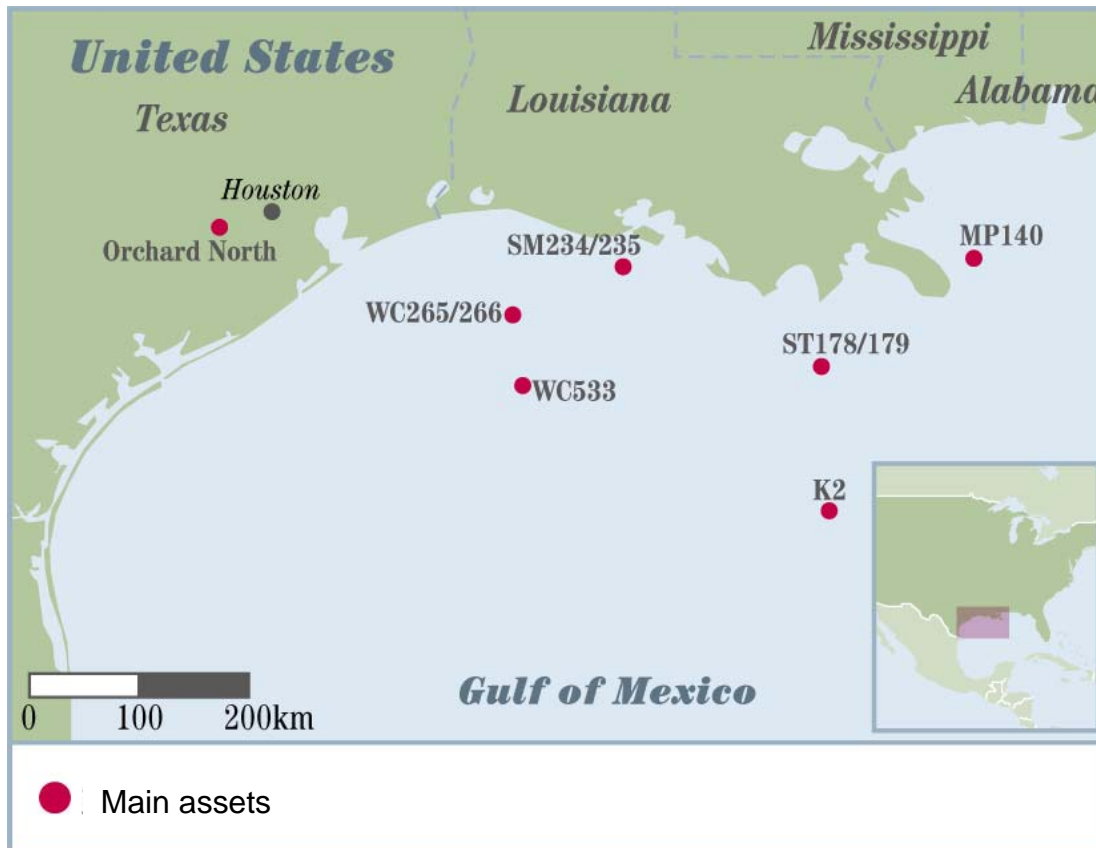 United States
Mississippi
Louisiana
Alabama
Texas
Houston
Orchard North
SM234/235
MP140
WC265/266
ST178/179
WC533
K2
Gulf of Mexico
0 100 200km
Main assets